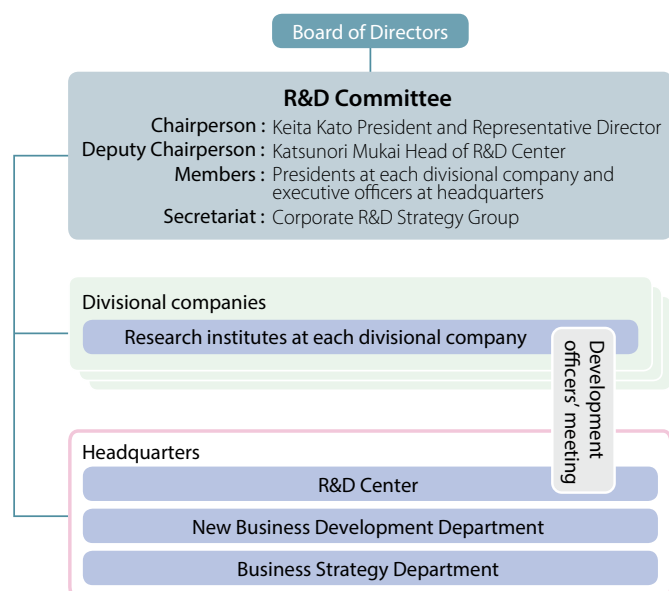 Board of Directors
R&D Committee
Chairperson : Keita Kato President and Representative Director
Deputy Chairperson : Katsunori Mukai Head of R&D Center
Members : Presidents at each divisional company and
executive officers at headquarters
Secretariat : Corporate R&D Strategy Group
Divisional companies
Research institutes at each divisional company
Development
officers’ meeting
Headquarters
R&D Center
New Business Development Department
Business Strategy Department